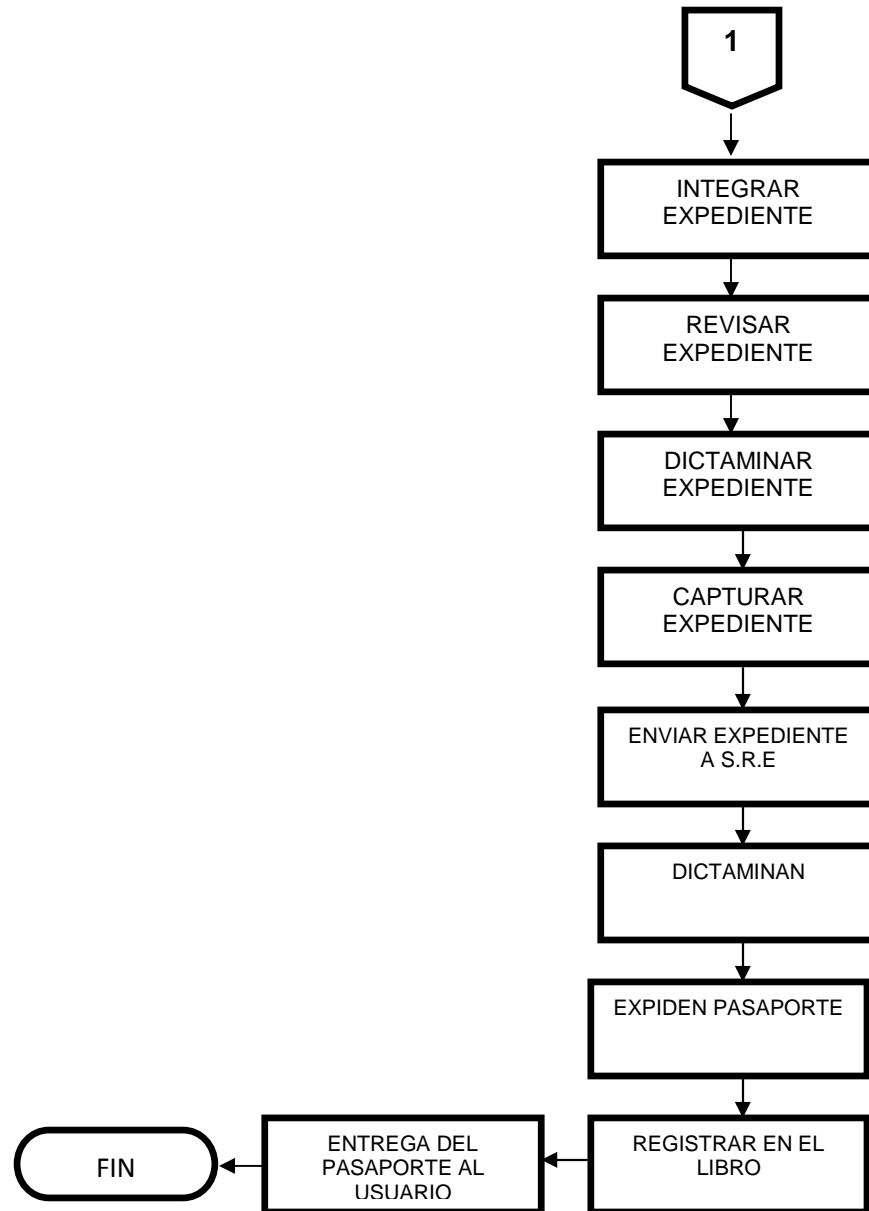 1
INTEGRAR
EXPEDIENTE
REVISAR
EXPEDIENTE
DICTAMINAR
EXPEDIENTE
CAPTURAR
EXPEDIENTE
ENVIAR EXPEDIENTE
A S.R.E
DICTAMINAN
EXPIDEN PASAPORTE
REGISTRAR EN EL
LIBRO
ENTREGA DEL
PASAPORTE AL
USUARIO
FIN